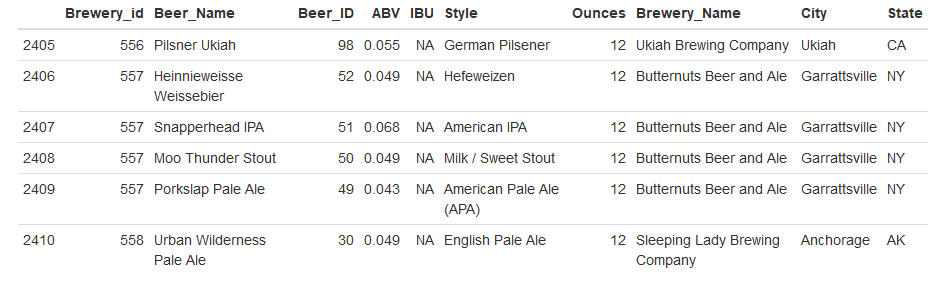 Brewery_id Beer_Name Beer_ID ABV IBU Style Ounces Brewery_Name City State
2405 556 Pilsner Ukiah 98 0.055 NA German Pilsener 12 Ukiah Brewing Company Ukiah CA
2406 557 Heinnieweisse 52 0.049 NA Hefeweizen 12 Butternuts Beer and Ale Garrattsville NY
Weissebier
2407 557 Snapperhead IPA 51 0.068 NA American IPA 12 Butternuts Beer and Ale Garrattsville NY
2408 557 Moo Thunder Stout 50 0.049 NA Milk / Sweet Stout 12 Butternuts Beer and Ale Garrattsville NY
2409 557 Porkslap Pale Ale 49 0.043 NA American Pale Ale 12 Butternuts Beer and Ale Garrattsville NY
(APA)
2410 558 Urban Wilderness 30 0.049 NA English Pale Ale 12 Sleeping Lady Brewing Anchorage AK
Pale Ale Company